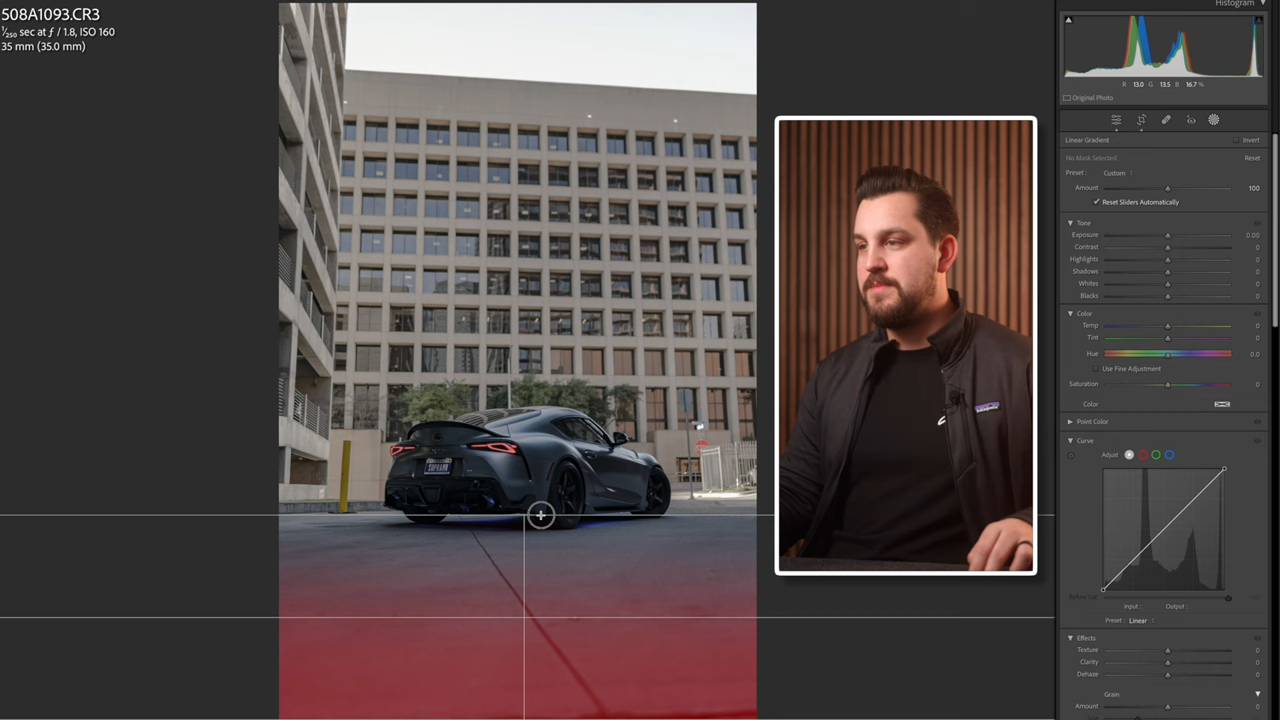 508A1093.CR3
1/250 sec at ƒ / 1.8, ISO 160
35 mm (35.0 mm)
Histogram
R 13.0 G 13.5 B 16.7 %
Original Photo
Linear Gradient
Invert
No Mask Selected
Reset
Preset : Custom
Amount 100
Reset Sliders Automatically
Tone
Exposure 0.00
Contrast 0
Highlights 0
Shadows 0
Whites 0
Blacks 0
Color
Temp 0
Tint 0
Hue 0.0
Use Fine Adjustment
Saturation 0
Color
Point Color
Curve
Adjust
Refine Sat.
Input :
Output :
Preset : Linear
Effects
Texture 0
Clarity 0
Dehaze 0
Grain
Amount 0